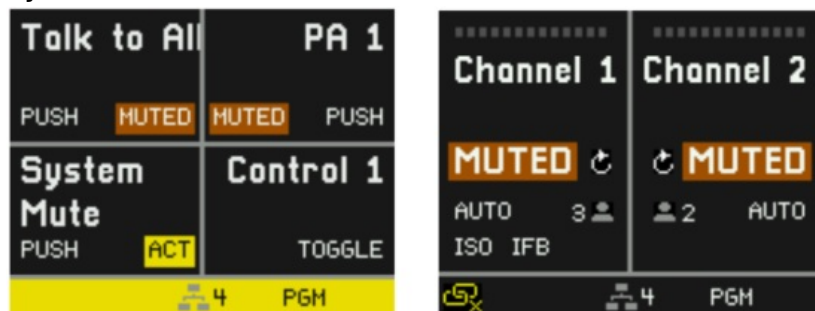 Talk to All PA 1
PUSH MUTED MUTED PUSH
System Control 1
Mute
PUSH ACT TOGGLE
4 PGM
Channel 1 Channel 2
MUTED MUTED
AUTO 3 2 AUTO
ISO IFB
4 PGM